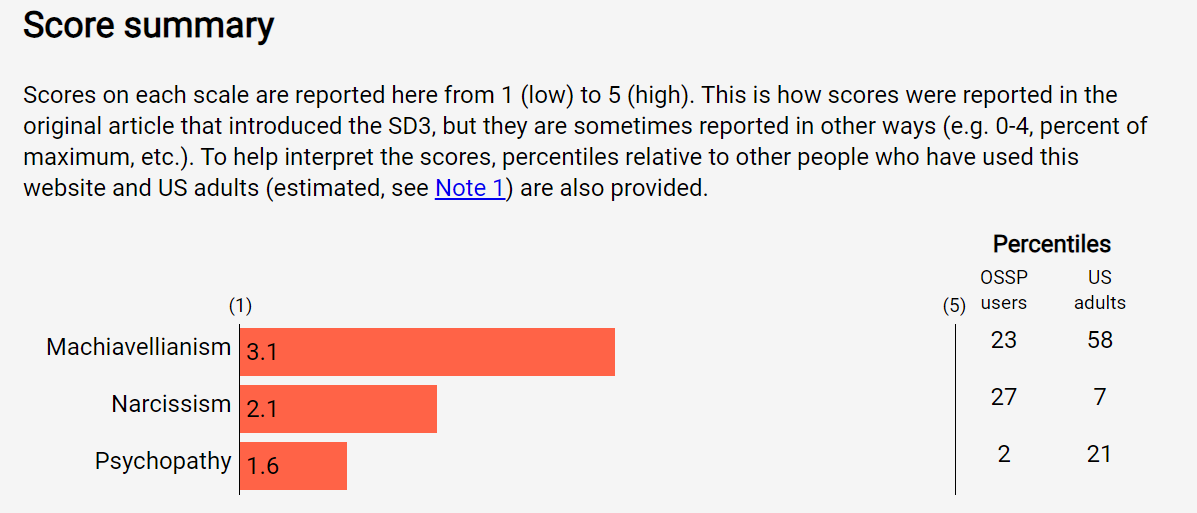 Score summary
Scores on each scale are reported here from 1 (low) to 5 (high). This is how scores were reported in the
original article that introduced the SD3, but they are sometimes reported in other ways (e.g. 0-4, percent of
maximum, etc.). To help interpret the scores, percentiles relative to other people who have used this
website and US adults (estimated, see Note 1) are also provided.
Percentiles
OSSP US
(1) (5) users adults
Machiavellianism 3.1 23 58
Narcissism 2.1 27 7
Psychopathy 1.6 2 21